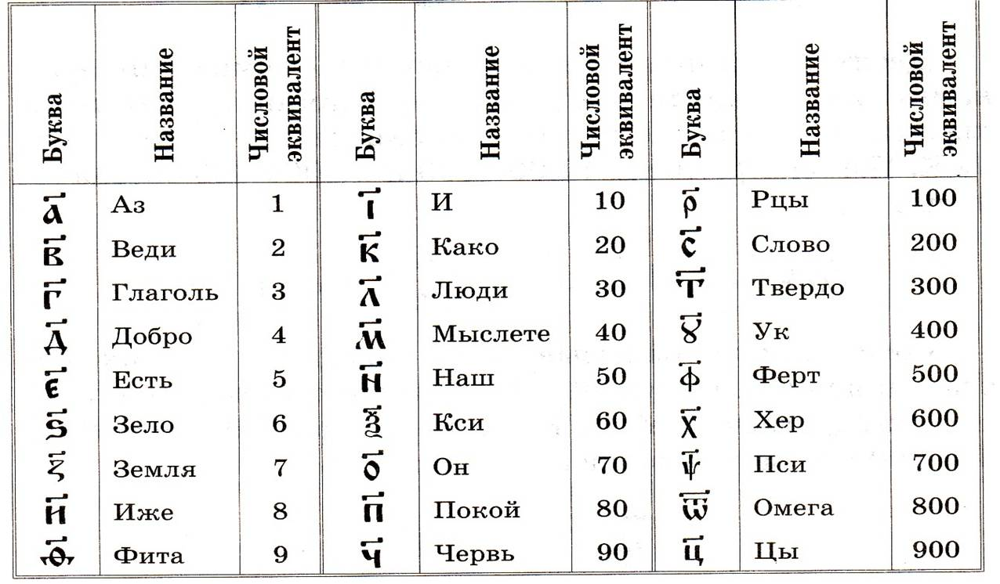 Буква Название Числовой эквивалент Буква Название Числовой эквивалент Буква Название Числовой эквивалент
а҃ Аз 1 і҃ И 10 р҃ Рцы 100
в҃ Веди 2 к҃ Како 20 с҃ Слово 200
г҃ Глаголь 3 л҃ Люди 30 т҃ Твердо 300
д҃ Добро 4 м҃ Мыслете 40 ꙋ҃ Ук 400
є҃ Есть 5 н҃ Наш 50 ф҃ Ферт 500
ѕ҃ Зело 6 ѯ҃ Кси 60 х҃ Хер 600
з҃ Земля 7 о҃ Он 70 ѱ҃ Пси 700
и҃ Иже 8 п҃ Покой 80 ѿ҃ Омега 800
ѳ҃ Фита 9 ч҃ Червь 90 ц҃ Цы 900